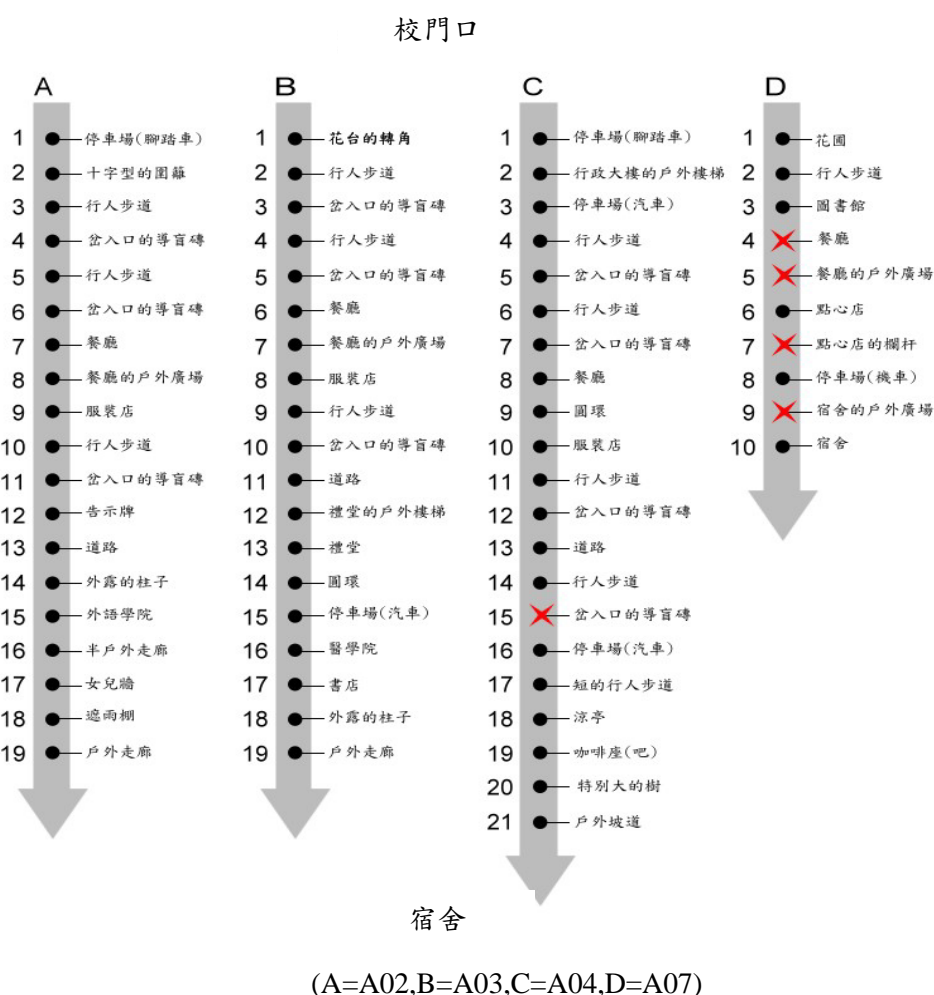 校門口
A
1 停車場(腳踏車)
2 十字型的圍籬
3 行人步道
4 岔入口的導盲磚
5 行人步道
6 岔入口的導盲磚
7 餐廳
8 餐廳的戶外廣場
9 服裝店
10 行人步道
11 岔入口的導盲磚
12 告示牌
13 道路
14 外露的柱子
15 外語學院
16 半戶外走廊
17 女兒牆
18 遮雨棚
19 戶外走廊
B
1 花台的轉角
2 行人步道
3 岔入口的導盲磚
4 行人步道
5 岔入口的導盲磚
6 餐廳
7 餐廳的戶外廣場
8 服裝店
9 行人步道
10 岔入口的導盲磚
11 道路
12 禮堂的戶外樓梯
13 禮堂
14 圓環
15 停車場(汽車)
16 醫學院
17 書店
18 外露的柱子
19 戶外走廊
C
1 停車場(腳踏車)
2 行政大樓的戶外樓梯
3 停車場(汽車)
4 行人步道
5 岔入口的導盲磚
6 行人步道
7 岔入口的導盲磚
8 餐廳
9 圓環
10 服裝店
11 行人步道
12 岔入口的導盲磚
13 道路
14 行人步道
15 岔入口的導盲磚
16 停車場(汽車)
17 短的行人步道
18 涼亭
19 咖啡座(吧)
20 特別大的樹
21 戶外坡道
D
1 花圃
2 行人步道
3 圖書館
4 餐廳
5 餐廳的戶外廣場
6 點心店
7 點心店的欄杆
8 停車場(機車)
9 宿舍的戶外廣場
10 宿舍
宿舍
(A=A02,B=A03,C=A04,D=A07)